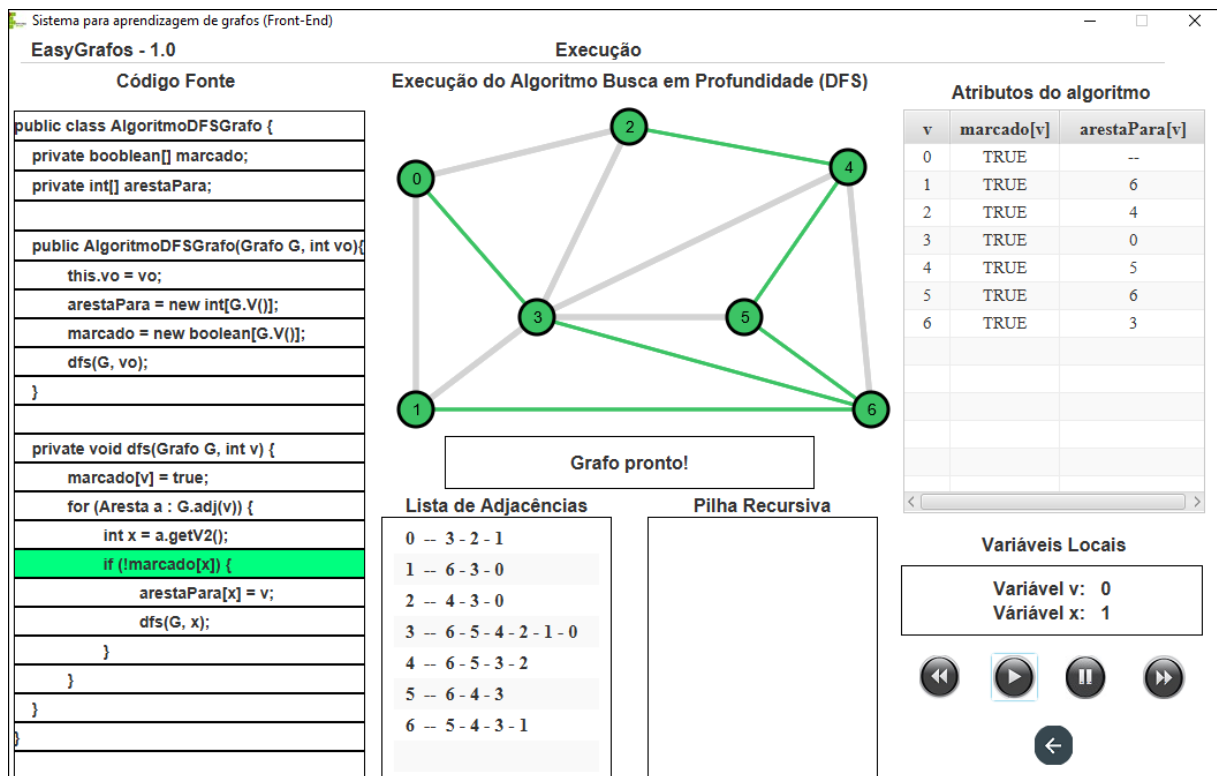 Sistema para aprendizagem de grafos (Front-End)
EasyGrafos - 1.0
Execução
Código Fonte
public class AlgoritmoDFSGrafo {
private booblean[] marcado;
private int[] arestaPara;
public AlgoritmoDFSGrafo(Grafo G, int vo){
this.vo = vo;
arestaPara = new int[G.V()];
marcado = new boolean[G.V()];
dfs(G, vo);
}
private void dfs(Grafo G, int v) {
marcado[v] = true;
for (Aresta a : G.adj(v)) {
int x = a.getV2();
if (!marcado[x]) {
arestaPara[x] = v;
dfs(G, x);
}
}
}
}
Execução do Algoritmo Busca em Profundidade (DFS)
2
4
0
3
5
1
6
Grafo pronto!
Lista de Adjacências
0 -- 3 - 2 - 1
1 -- 6 - 3 - 0
2 -- 4 - 3 - 0
3 -- 6 - 5 - 4 - 2 - 1 - 0
4 -- 6 - 5 - 3 - 2
5 -- 6 - 4 - 3
6 -- 5 - 4 - 3 - 1
Pilha Recursiva
Atributos do algoritmo
v marcado[v] arestaPara[v]
0 TRUE --
1 TRUE 6
2 TRUE 4
3 TRUE 0
4 TRUE 5
5 TRUE 6
6 TRUE 3
Variáveis Locais
Variável v: 0
Váriável x: 1